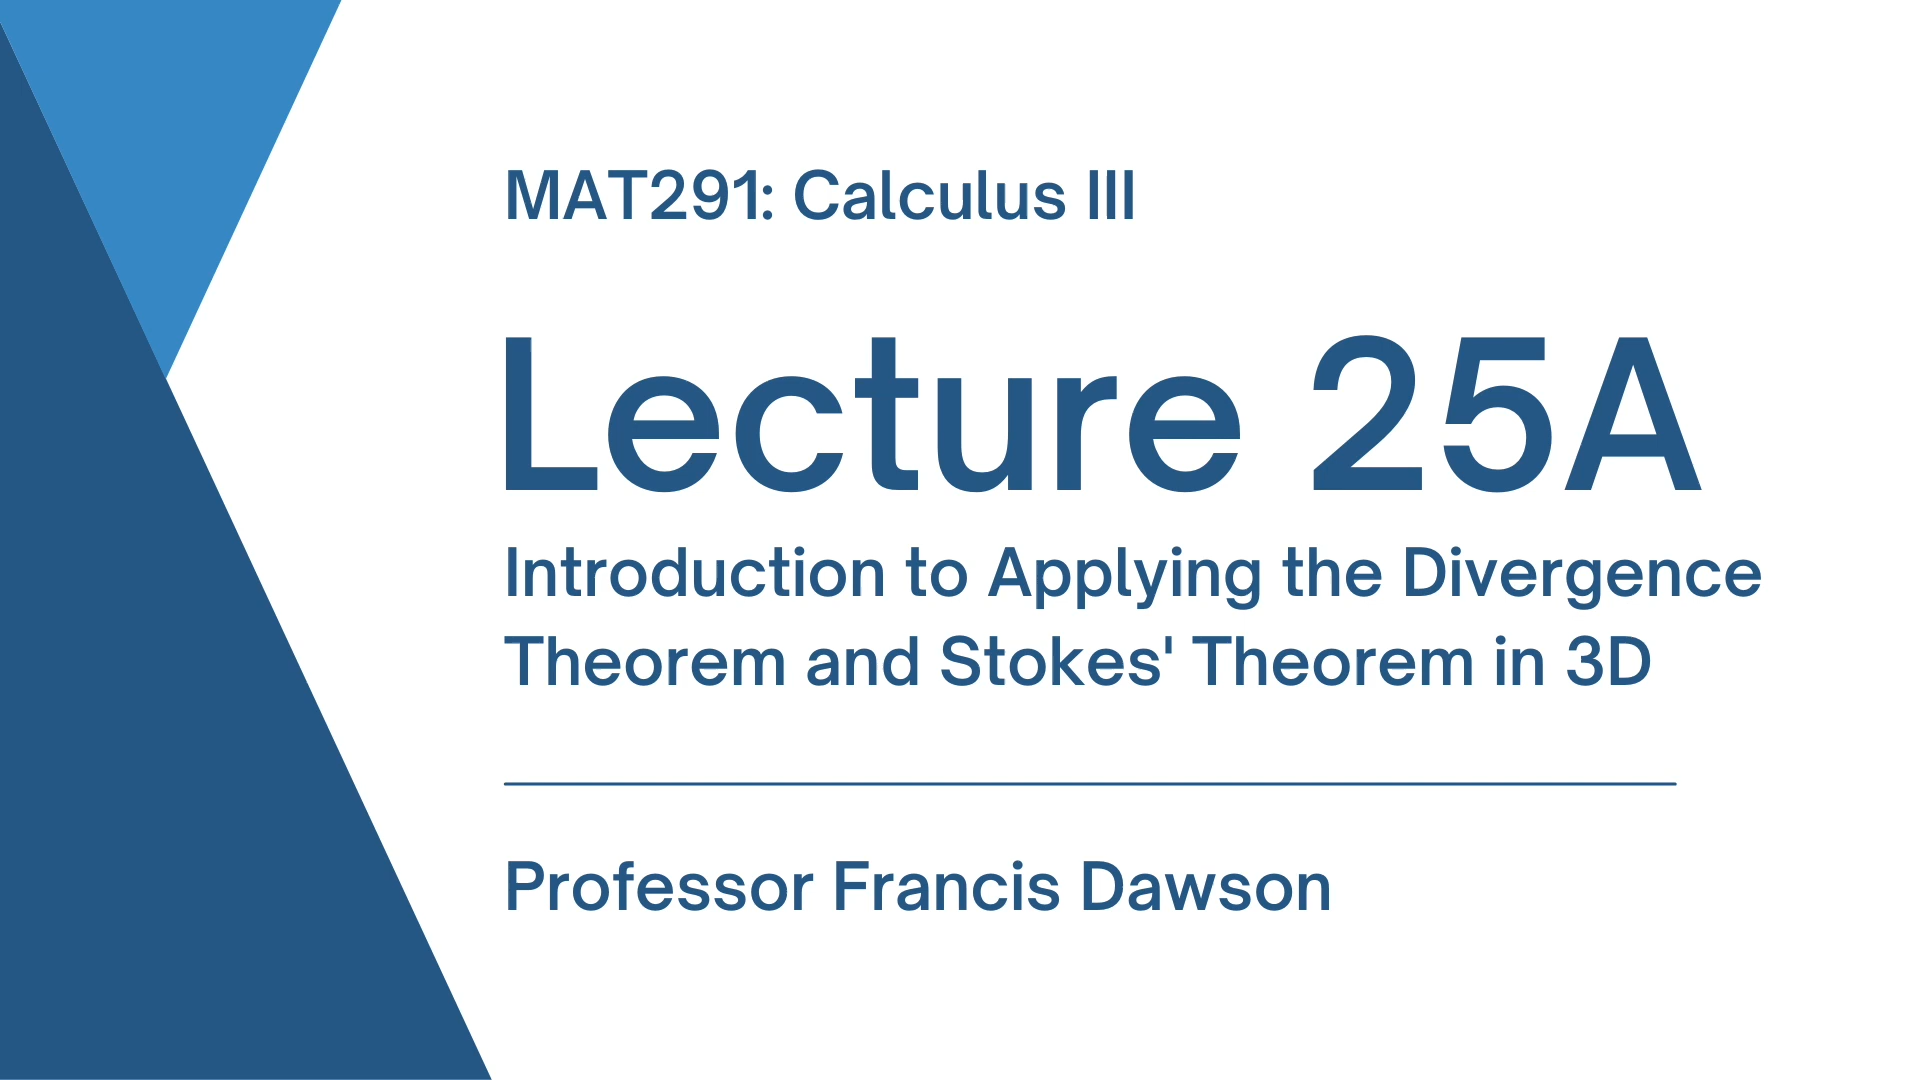 MAT291: Calculus III
Lecture 25A
Introduction to Applying the Divergence
Theorem and Stokes' Theorem in 3D
Professor Francis Dawson